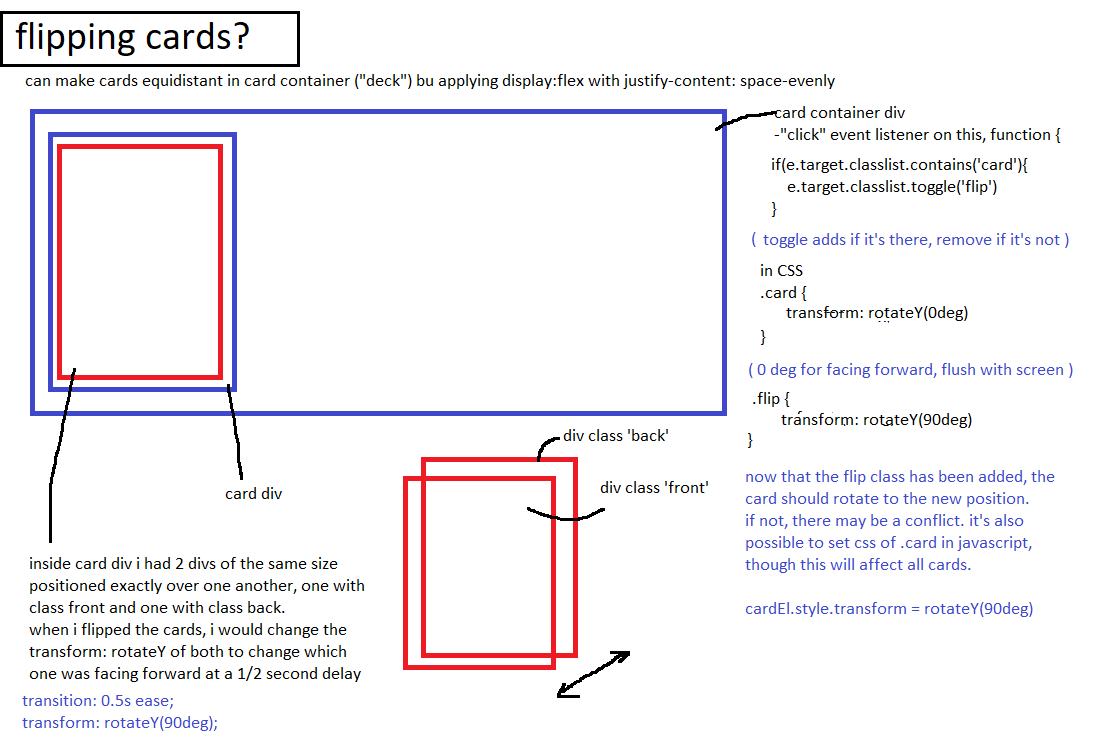 flipping cards?
can make cards equidistant in card container ("deck") bu applying display:flex with justify-content: space-evenly
card container div
-"click" event listener on this, function {
if(e.target.classlist.contains('card'){
e.target.classlist.toggle('flip')
}
( toggle adds if it's there, remove if it's not )
in CSS
.card {
transform: rotateY(0deg)
}
( 0 deg for facing forward, flush with screen )
.flip {
transform: rotateY(90deg)
}
now that the flip class has been added, the
card should rotate to the new position.
if not, there may be a conflict. it's also
possible to set css of .card in javascript,
though this will affect all cards.
cardEl.style.transform = rotateY(90deg)
div class 'back'
div class 'front'
card div
inside card div i had 2 divs of the same size
positioned exactly over one another, one with
class front and one with class back.
when i flipped the cards, i would change the
transform: rotateY of both to change which
one was facing forward at a 1/2 second delay
transition: 0.5s ease;
transform: rotateY(90deg);